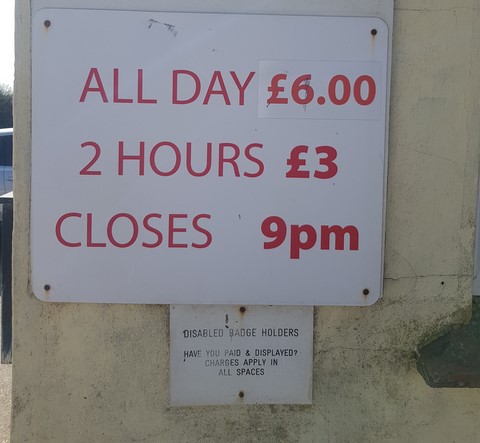 ALL DAY £6.00
2 HOURS £3
CLOSES 9pm
DISABLED BADGE HOLDERS
HAVE YOU PAID & DISPLAYED?
CHARGES APPLY IN
ALL SPACES